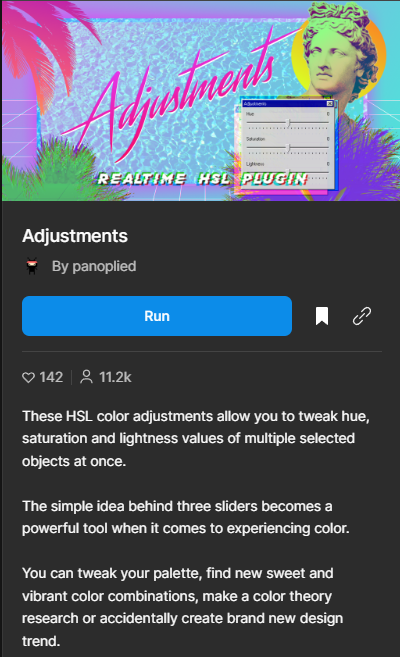 Adjustments
Adjustments
Hue 0
Saturation 0
Lightness 0
REALTIME HSL PLUGIN
Adjustments
By panoplied
Run
142 11.2k
These HSL color adjustments allow you to tweak hue,
saturation and lightness values of multiple selected
objects at once.
The simple idea behind three sliders becomes a
powerful tool when it comes to experiencing color.
You can tweak your palette, find new sweet and
vibrant color combinations, make a color theory
research or accidentally create brand new design
trend.